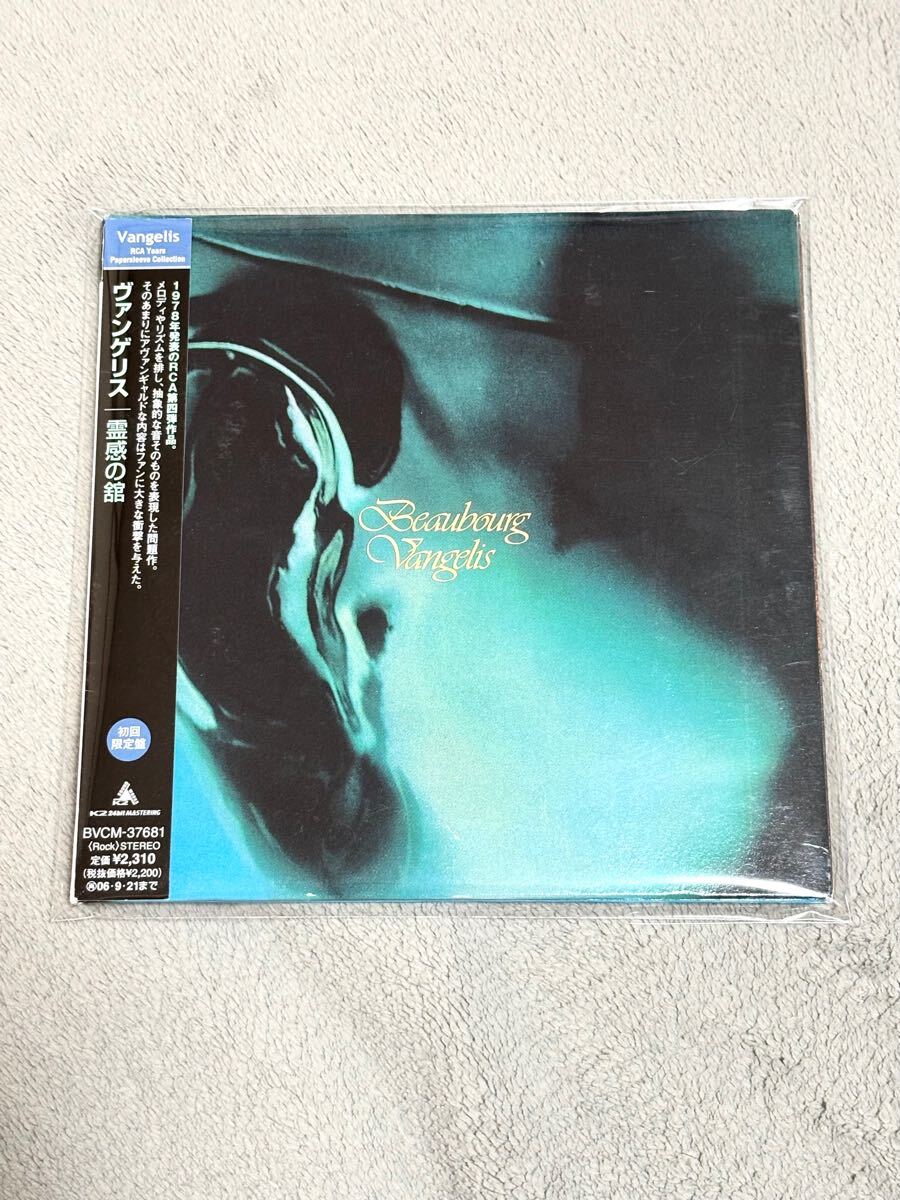 Vangelis
RCA Years
Papersleeve Collection
ヴァンゲリス｜霊感の舘
1978年発表のRCA第四弾作品。
メロディやリズムを排し、抽象的な音そのものを表現した問題作。
そのあまりにアヴァンギャルドな内容はファンに大きな衝撃を与えた。
初回
限定盤
K2 24bit MASTERING
BVCM-37681
〈Rock〉STEREO
定価 ¥2,310
(税抜価格¥2,200)
Ⓡ06・9・21まで
Beaubourg
Vangelis